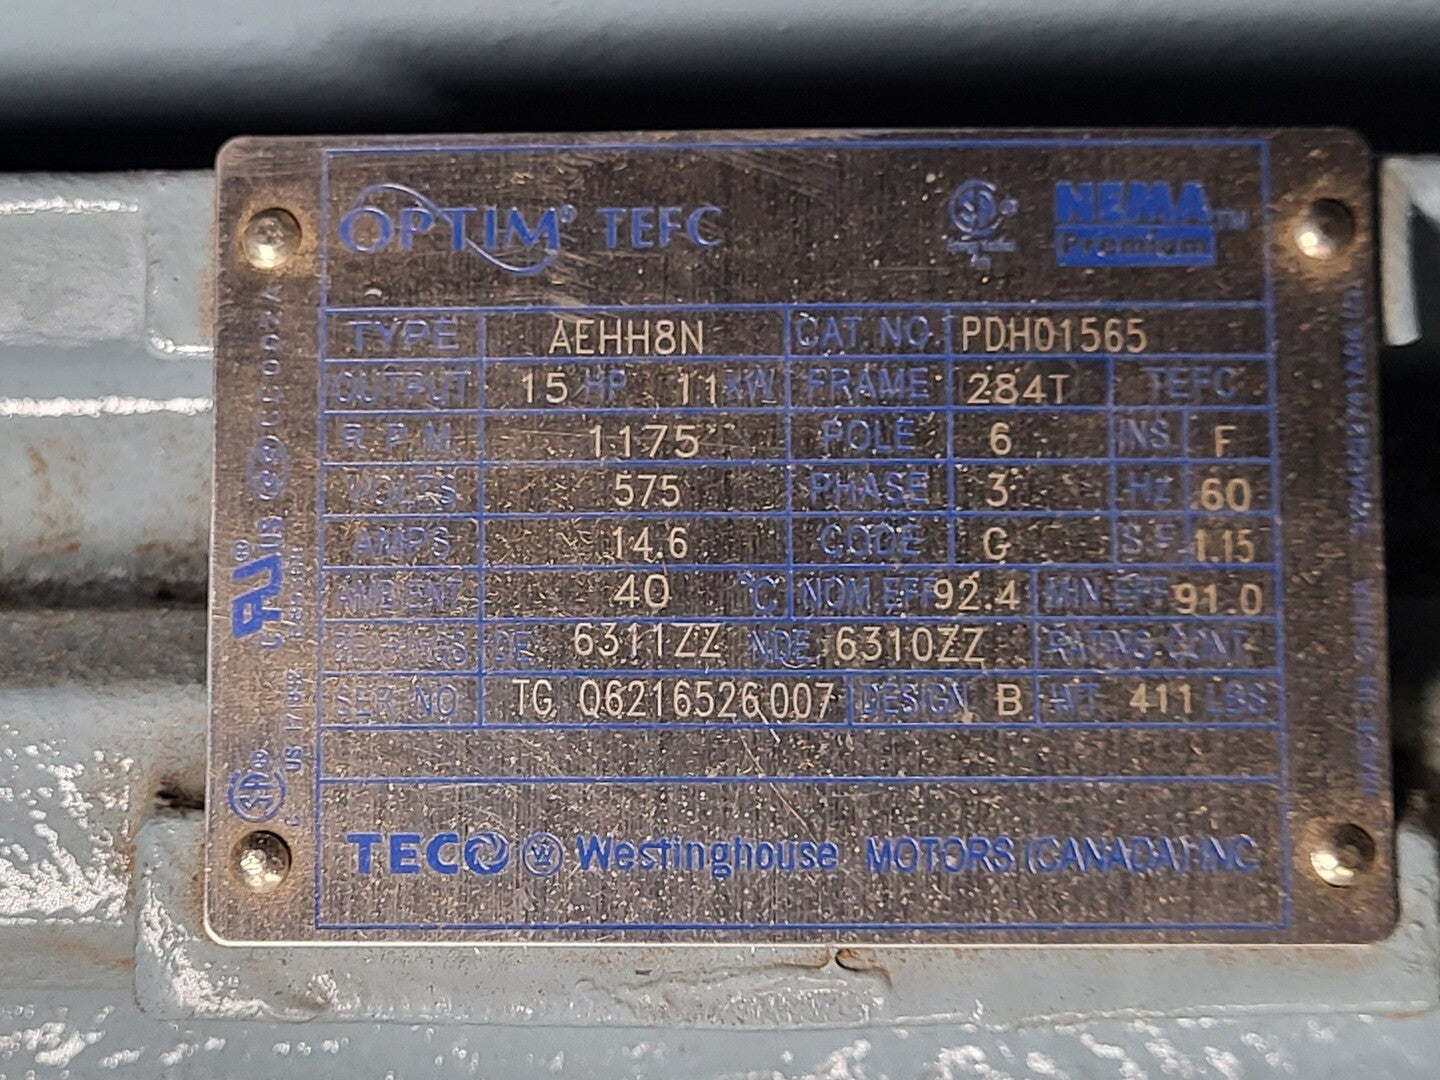 OPTIM® TEFC
SA®
NEMA™
Premium
TYPE AEHH8N CAT NO. PDH01565
OUTPUT 15 HP 11 KW FRAME 284T TEFC
R.P.M. 1175 POLE 6 INS. F
VOLTS 575 PHASE 3 Hz 60
AMPS 14.6 CODE G S.F. 1.15
AMBIENT 40 °C NOM.EFF 92.4 MIN.EFF 91.0
BEARINGS DE 6311ZZ NDE 6310ZZ RATING CONT.
SER.NO. TG Q6216526007 DESIGN B WT. 411 LBS
TECO W Westinghouse MOTORS (CANADA) INC.
MADE IN CHINA